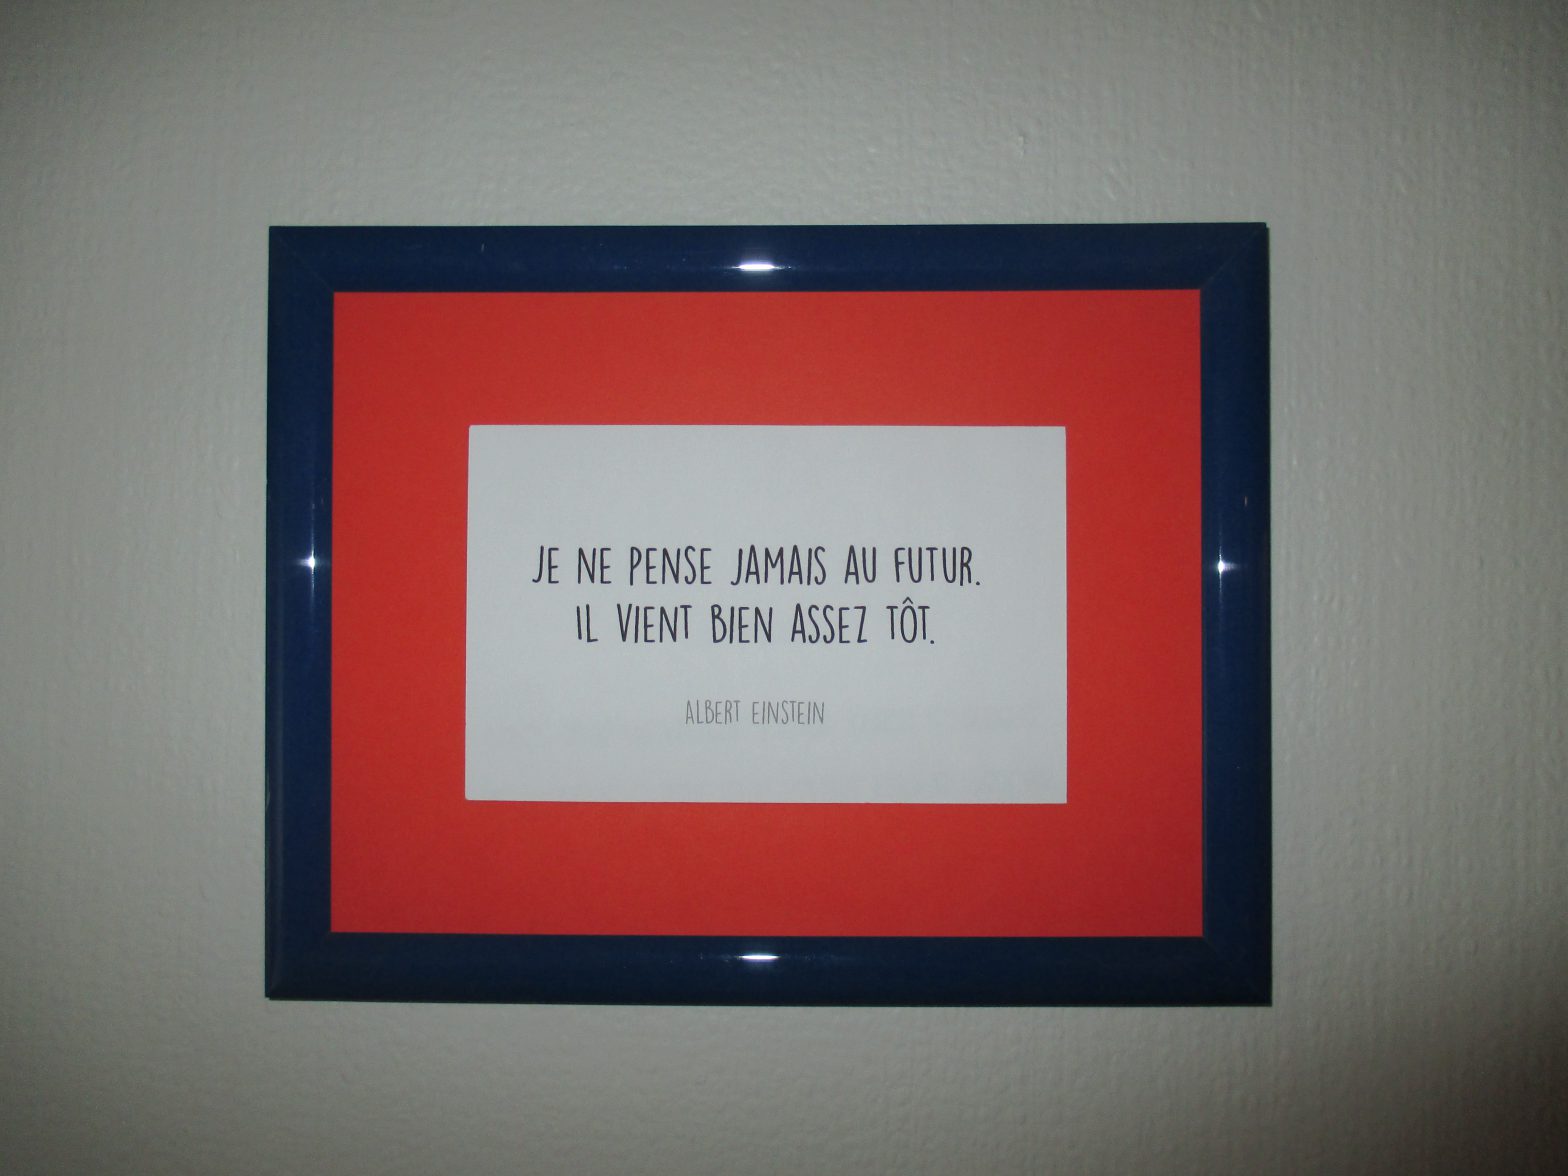 JE NE PENSE JAMAIS AU FUTUR.
IL VIENT BIEN ASSEZ TÔT.
ALBERT EINSTEIN